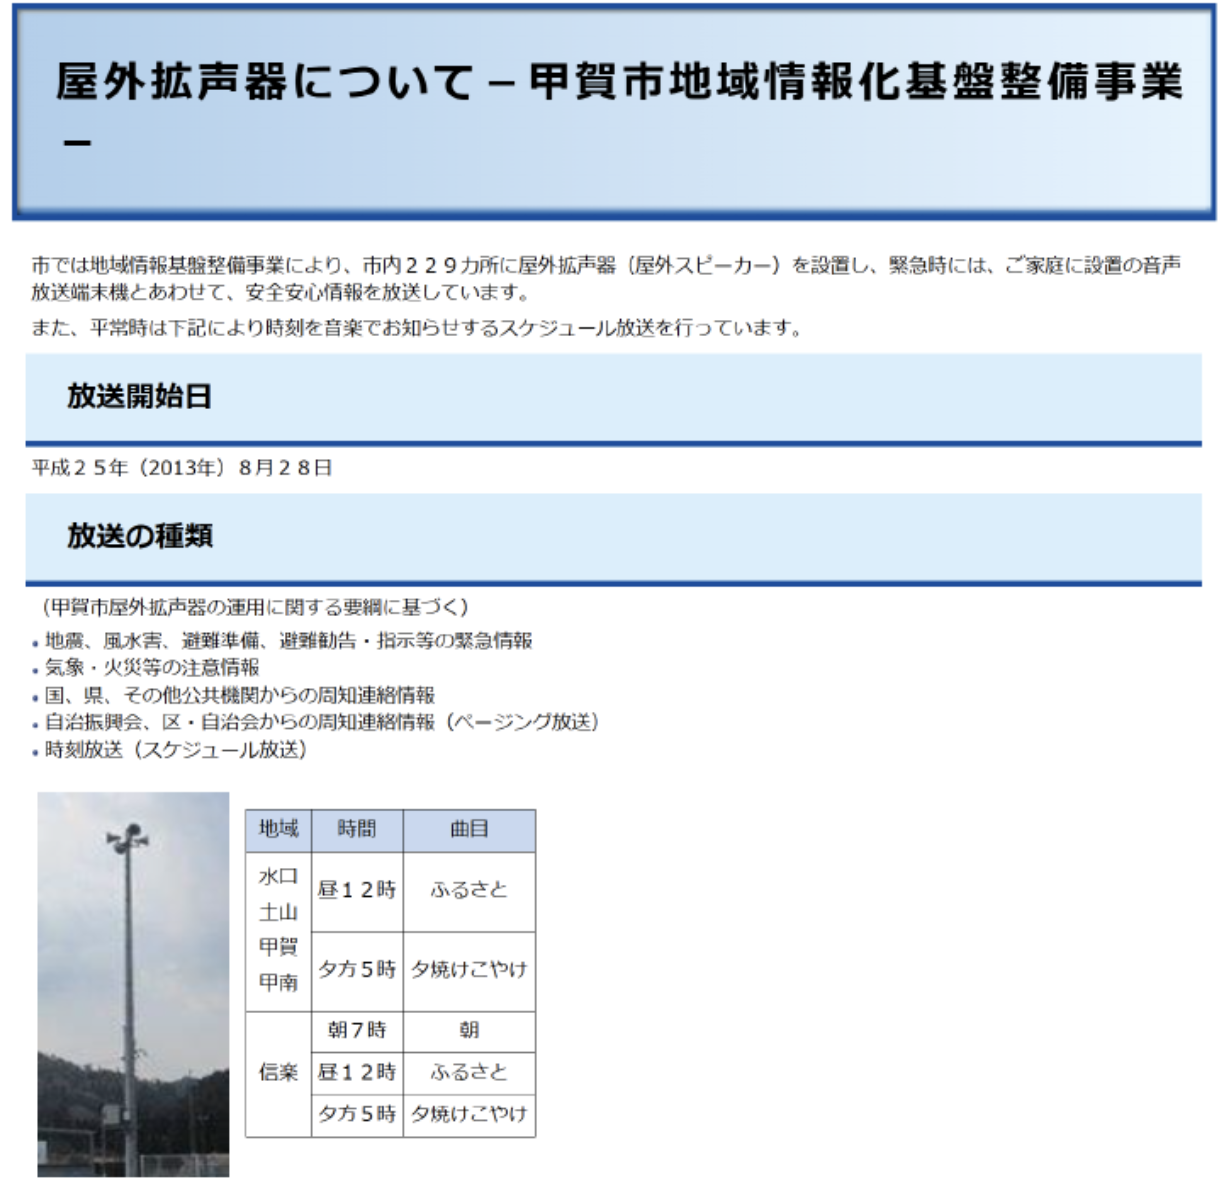 屋外拡声器について – 甲賀市地域情報化基盤整備事業
–
市では地域情報基盤整備事業により、市内２２９カ所に屋外拡声器（屋外スピーカー）を設置し、緊急時には、ご家庭に設置の音声
放送端末機とあわせて、安全安心情報を放送しています。
また、平常時は下記により時刻を音楽でお知らせするスケジュール放送を行っています。
放送開始日
平成２５年（2013年）８月２８日
放送の種類
（甲賀市屋外拡声器の運用に関する要綱に基づく）
地震、風水害、避難準備、避難勧告・指示等の緊急情報
気象・火災等の注意情報
国、県、その他公共機関からの周知連絡情報
自治振興会、区・自治会からの周知連絡情報（ページング放送）
時刻放送（スケジュール放送）
地域 時間 曲目
水口
土山
甲賀
甲南
昼１２時 ふるさと
夕方５時 夕焼けこやけ
信楽
朝７時 朝
昼１２時 ふるさと
夕方５時 夕焼けこやけ